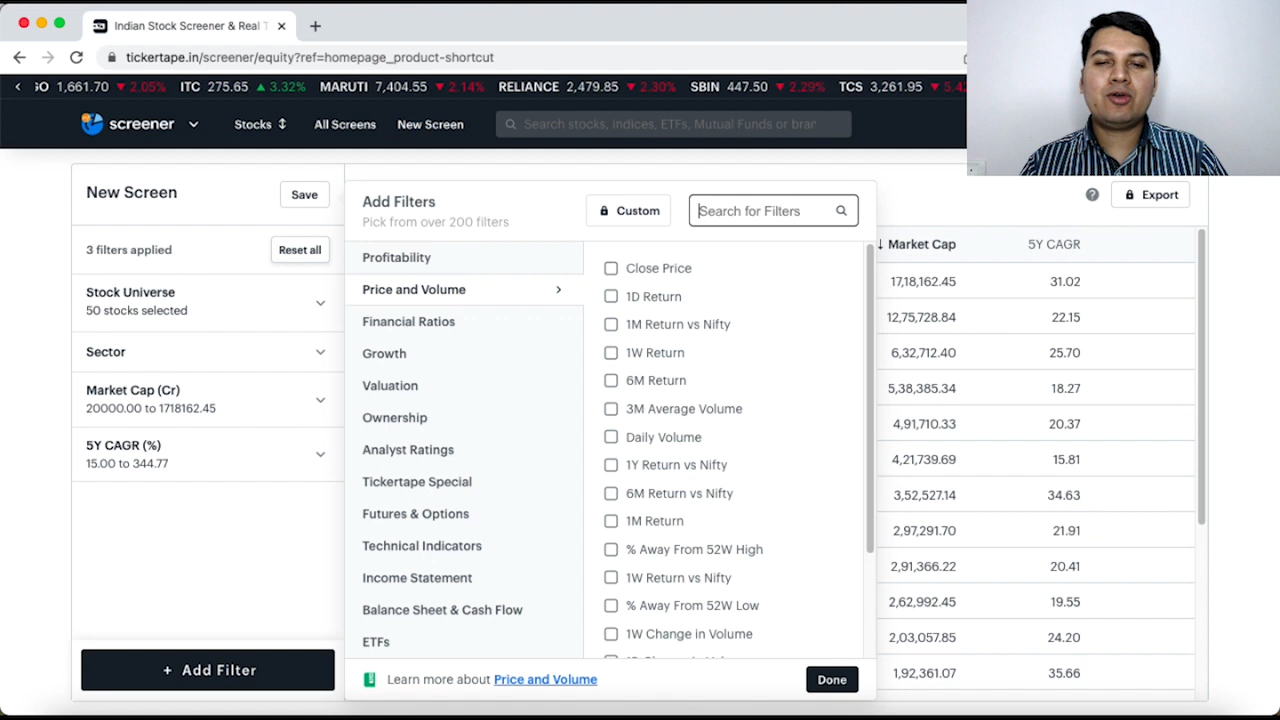 Indian Stock Screener & Real T
tickertape.in/screener/equity?ref=homepage_product-shortcut
GO 1,661.70 ▼ 2.05% ITC 275.65 ▲ 3.32% MARUTI 7,404.55 ▼ 2.14% RELIANCE 2,479.85 ▼ 2.30% SBIN 447.50 ▼ 2.29% TCS 3,261.95 ▼ 5.4
screener Stocks All Screens New Screen Search stocks, indices, ETFs, Mutual Funds or bran
New Screen Save
3 filters applied Reset all
Stock Universe
50 stocks selected
Sector
Market Cap (Cr)
20000.00 to 1718162.45
5Y CAGR (%)
15.00 to 344.77
+ Add Filter
Add Filters
Pick from over 200 filters
Custom
Search for Filters
Profitability
Price and Volume
Financial Ratios
Growth
Valuation
Ownership
Analyst Ratings
Tickertape Special
Futures & Options
Technical Indicators
Income Statement
Balance Sheet & Cash Flow
ETFs
Close Price
1D Return
1M Return vs Nifty
1W Return
6M Return
3M Average Volume
Daily Volume
1Y Return vs Nifty
6M Return vs Nifty
1M Return
% Away From 52W High
1W Return vs Nifty
% Away From 52W Low
1W Change in Volume
Learn more about Price and Volume
Done
Export
↓ Market Cap 5Y CAGR
17,18,162.45 31.02
12,75,728.84 22.15
6,32,712.40 25.70
5,38,385.34 18.27
4,91,710.33 20.37
4,21,739.69 15.81
3,52,527.14 34.63
2,97,291.70 21.91
2,91,366.22 20.41
2,62,992.45 19.55
2,03,057.85 24.20
1,92,361.07 35.66